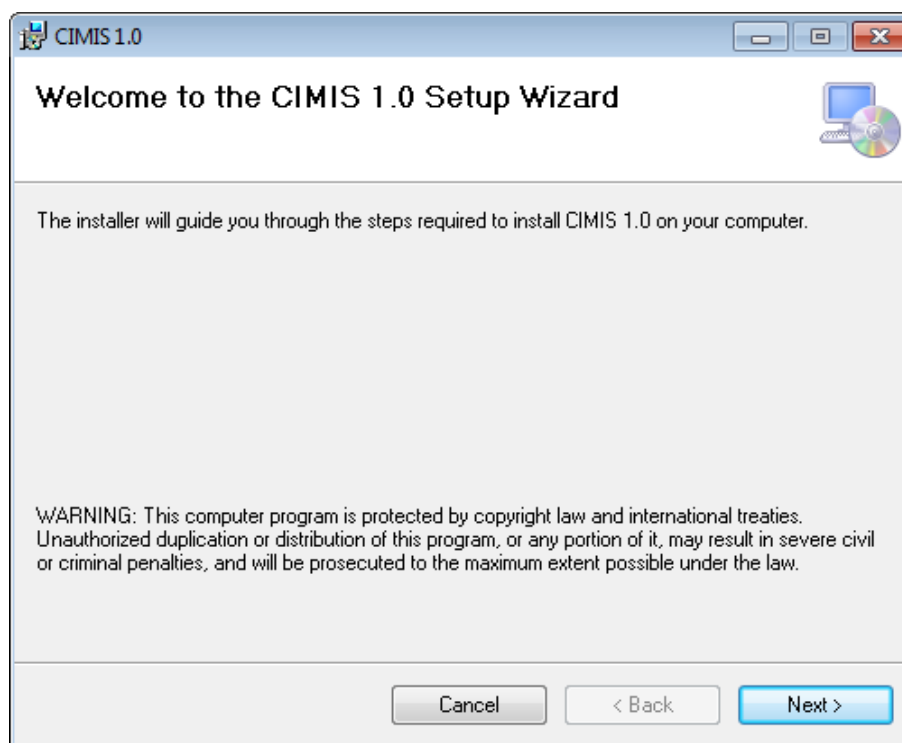 CIMIS 1.0
Welcome to the CIMIS 1.0 Setup Wizard
The installer will guide you through the steps required to install CIMIS 1.0 on your computer.
WARNING: This computer program is protected by copyright law and international treaties.
Unauthorized duplication or distribution of this program, or any portion of it, may result in severe civil
or criminal penalties, and will be prosecuted to the maximum extent possible under the law.
Cancel < Back Next >